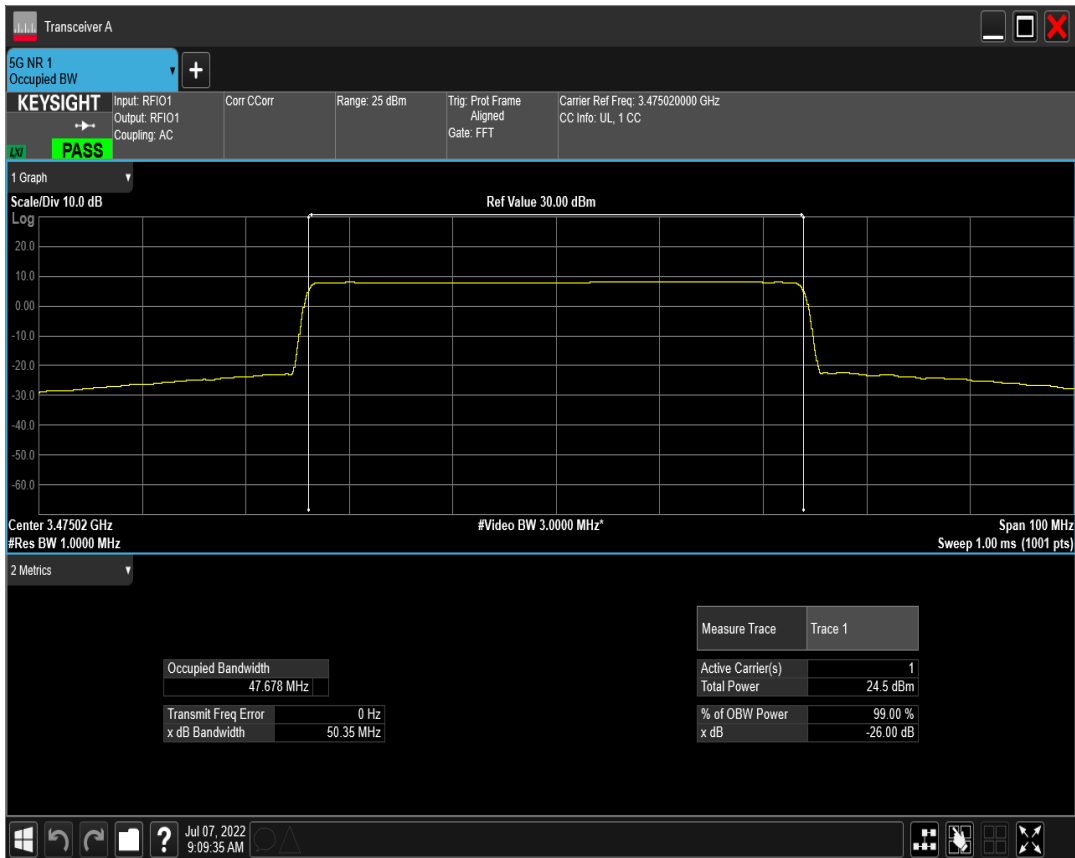 Transceiver A
5G NR 1
Occupied BW
+
KEYSIGHT
LXI
PASS
Input: RFIO1
Output: RFIO1
Coupling: AC
Corr CCorr
Range: 25 dBm
Trig: Prot Frame
Aligned
Gate: FFT
Carrier Ref Freq: 3.475020000 GHz
CC Info: UL, 1 CC
1 Graph
Scale/Div 10.0 dB
Ref Value 30.00 dBm
Log
20.0
10.0
0.00
-10.0
-20.0
-30.0
-40.0
-50.0
-60.0
Center 3.47502 GHz
#Video BW 3.0000 MHz*
Span 100 MHz
#Res BW 1.0000 MHz
Sweep 1.00 ms (1001 pts)
2 Metrics
Measure Trace Trace 1
Occupied Bandwidth
47.678 MHz
Active Carrier(s) 1
Total Power 24.5 dBm
Transmit Freq Error 0 Hz
x dB Bandwidth 50.35 MHz
% of OBW Power 99.00 %
x dB -26.00 dB
?
Jul 07, 2022
9:09:35 AM